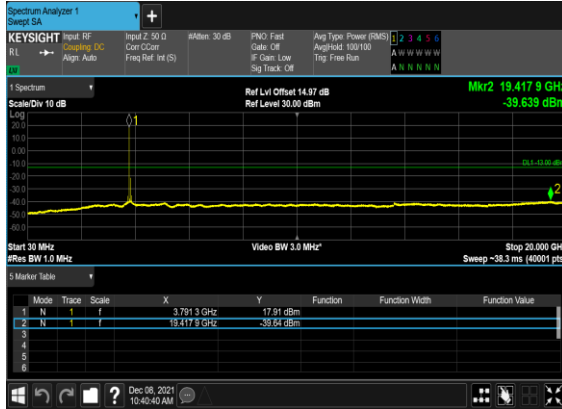 Spectrum Analyzer 1
Swept SA
+
KEYSIGHT Input: RF Input Z: 50 Ω #Atten: 30 dB PNO: Fast Avg Type: Power (RMS) 1 2 3 4 5 6
RL Coupling: DC Corr CCorr Gate: Off Avg|Hold: 100/100 A W W W W W
Align: Auto Freq Ref: Int (S) IF Gain: Low Trig: Free Run
Sig Track: Off A N N N N N
1 Spectrum Ref Lvl Offset 14.97 dB Mkr2 19.417 9 GHz
Scale/Div 10 dB Ref Level 30.00 dBm -39.639 dBm
Log
20.0
10.0
0.00
-10.0
DL1 -13.00 dBm
-20.0
-30.0
-40.0
-50.0
-60.0
1
2
Start 30 MHz Video BW 3.0 MHz* Stop 20.000 GHz
#Res BW 1.0 MHz Sweep ~38.3 ms (40001 pts)
5 Marker Table
Mode Trace Scale X Y Function Function Width Function Value
1 N 1 f 3.791 3 GHz 17.91 dBm
2 N 1 f 19.417 9 GHz -39.64 dBm
3
4
5
6
? Dec 08, 2021
10:40:40 AM